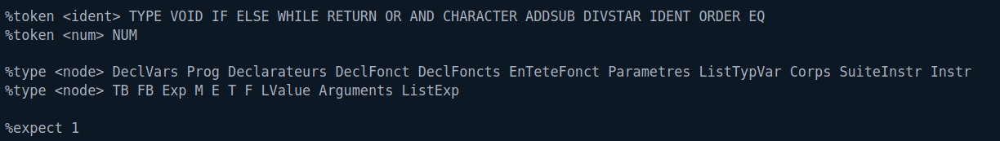 %token <ident> TYPE VOID IF ELSE WHILE RETURN OR AND CHARACTER ADDSUB DIVSTAR IDENT ORDER EQ
%token <num> NUM
%type <node> DeclVars Prog Declarateurs DeclFonct DeclFoncts EnTeteFonct Parametres ListTypVar Corps SuiteInstr Instr
%type <node> TB FB Exp M E T F LValue Arguments ListExp
%expect 1